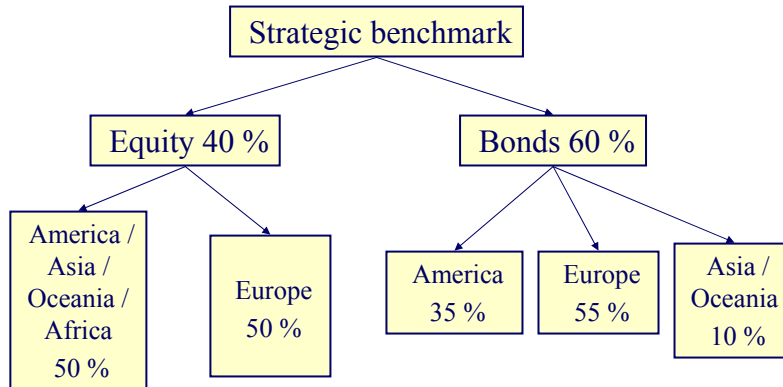 Strategic benchmark
Equity 40 %
Bonds 60 %
America /
Asia /
Oceania /
Africa
50 %
Europe
50 %
America
35 %
Europe
55 %
Asia /
Oceania
10 %